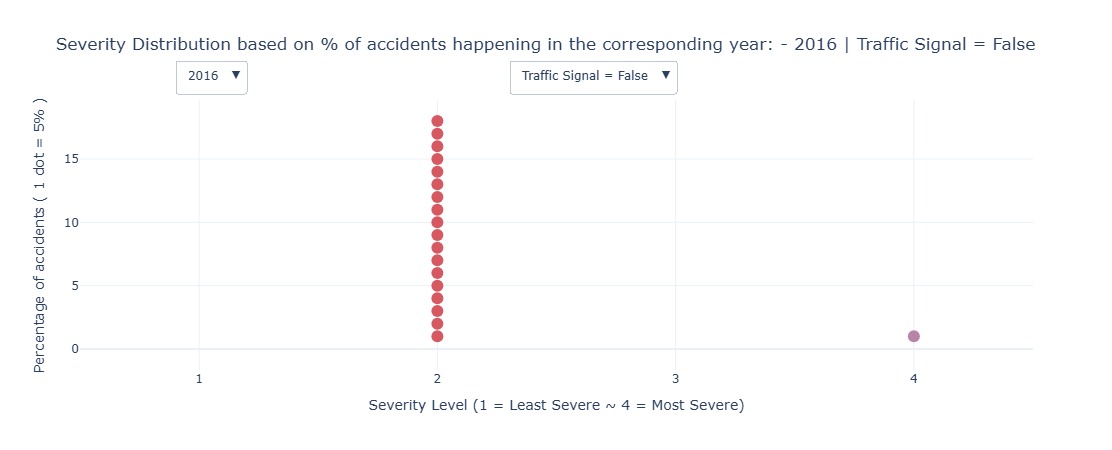 Severity Distribution based on % of accidents happening in the corresponding year: - 2016 | Traffic Signal = False
2016 ▼
Traffic Signal = False ▼
Percentage of accidents ( 1 dot = 5% )
15
10
5
0
1
2
3
4
Severity Level (1 = Least Severe ~ 4 = Most Severe)